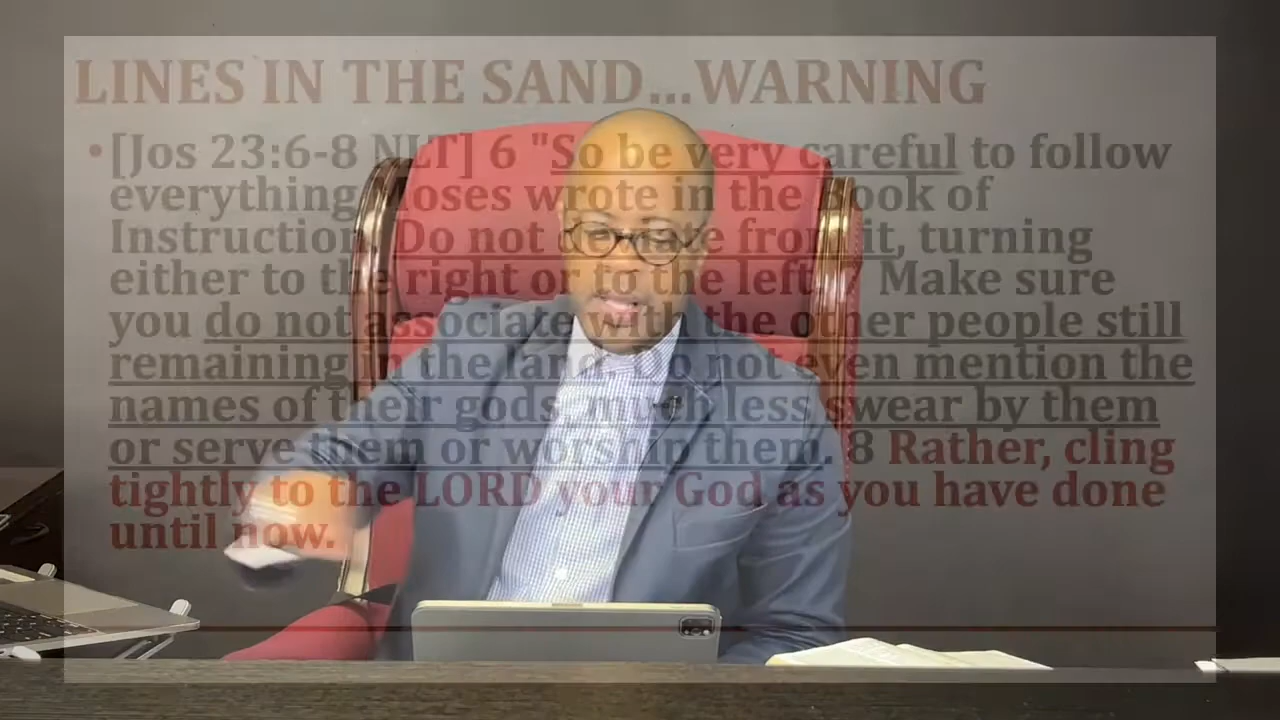 LINES IN THE SAND...WARNING
•[Jos 23:6-8 NLT] 6 "So be very careful to follow
everything Moses wrote in the Book of
Instruction. Do not deviate from it, turning
either to the right or to the left. 7 Make sure
you do not associate with the other people still
remaining in the land. Do not even mention the
names of their gods, much less swear by them
or serve them or worship them. 8 Rather, cling
tightly to the LORD your God as you have done
until now.